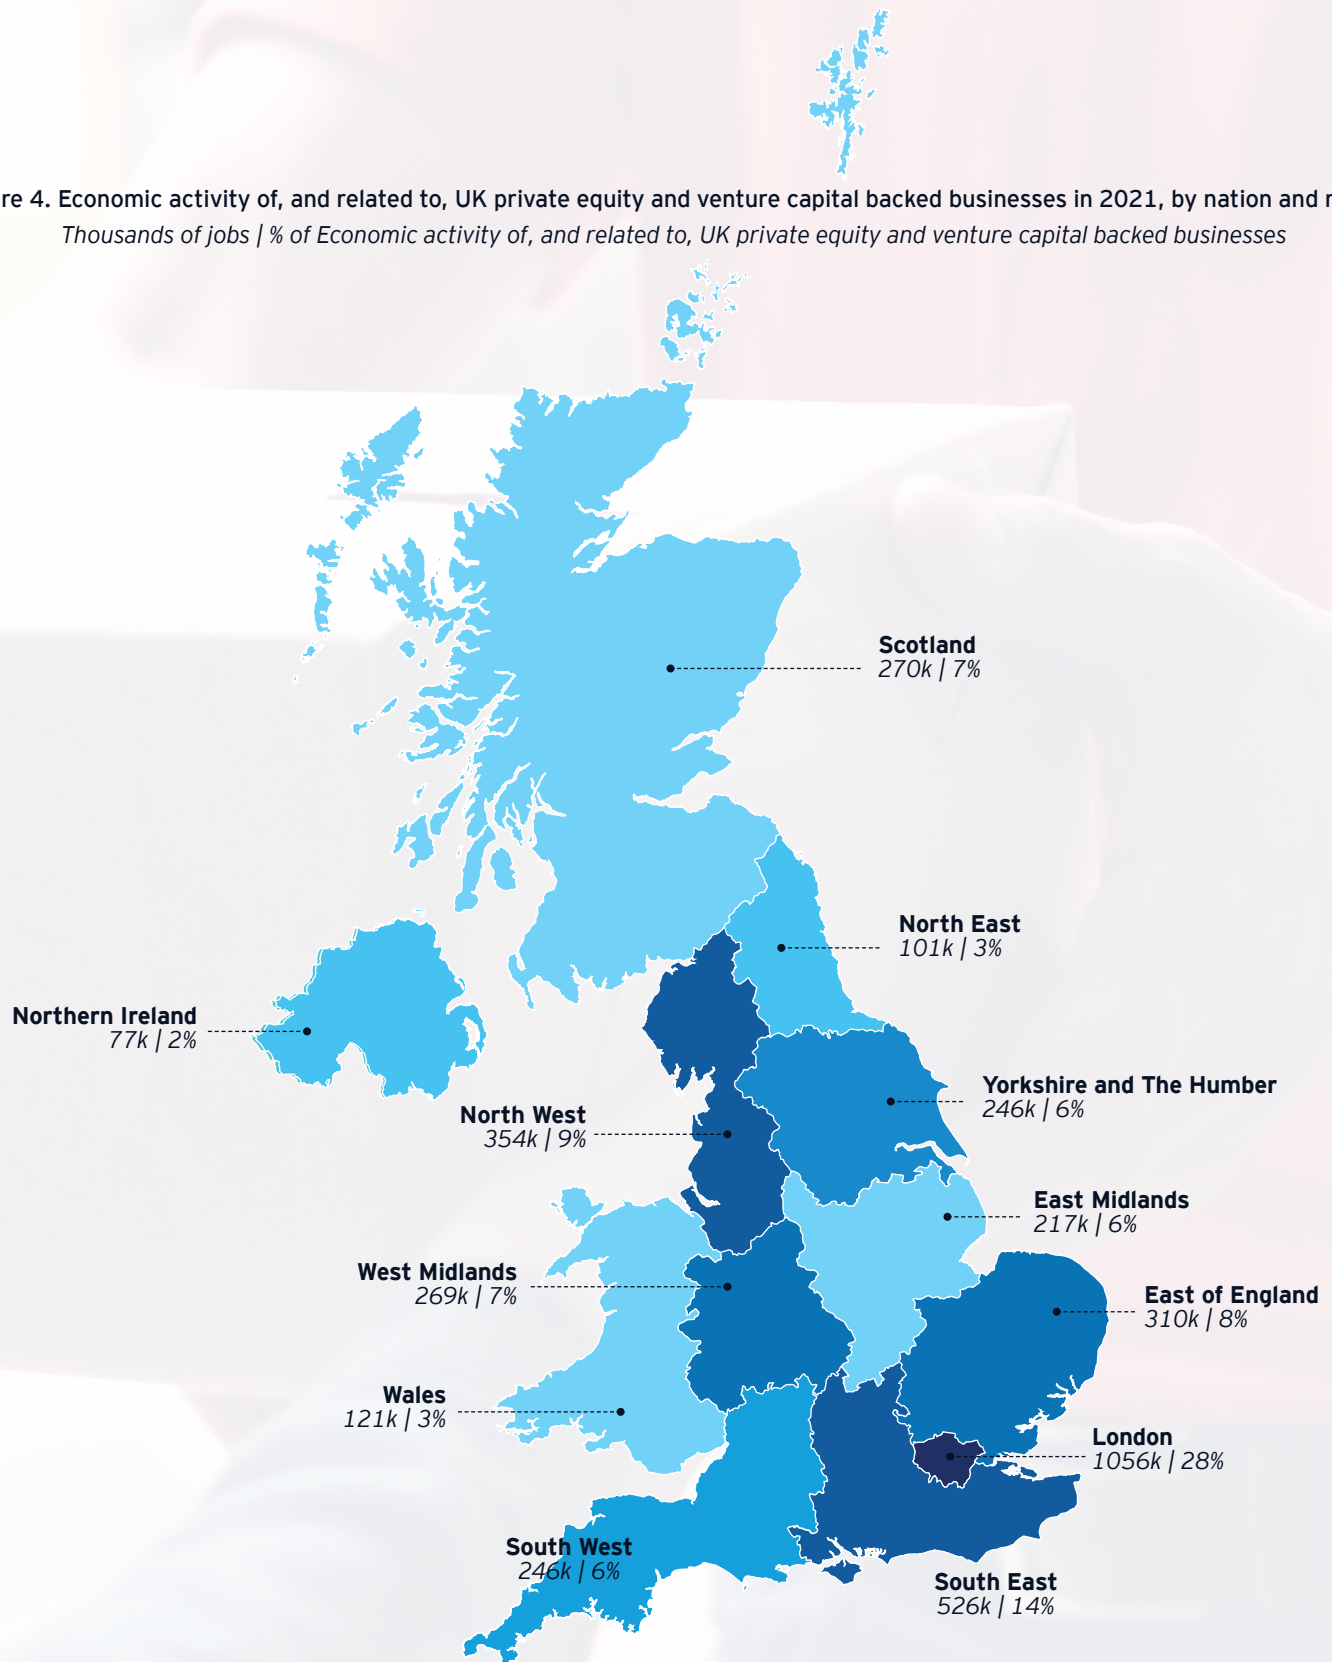 re 4. Economic activity of, and related to, UK private equity and venture capital backed businesses in 2021, by nation and r
Thousands of jobs | % of Economic activity of, and related to, UK private equity and venture capital backed businesses
Scotland
270k | 7%
North East
101k | 3%
Northern Ireland
77k | 2%
Yorkshire and The Humber
246k | 6%
North West
354k | 9%
East Midlands
217k | 6%
West Midlands
269k | 7%
East of England
310k | 8%
Wales
121k | 3%
London
1056k | 28%
South West
246k | 6%
South East
526k | 14%